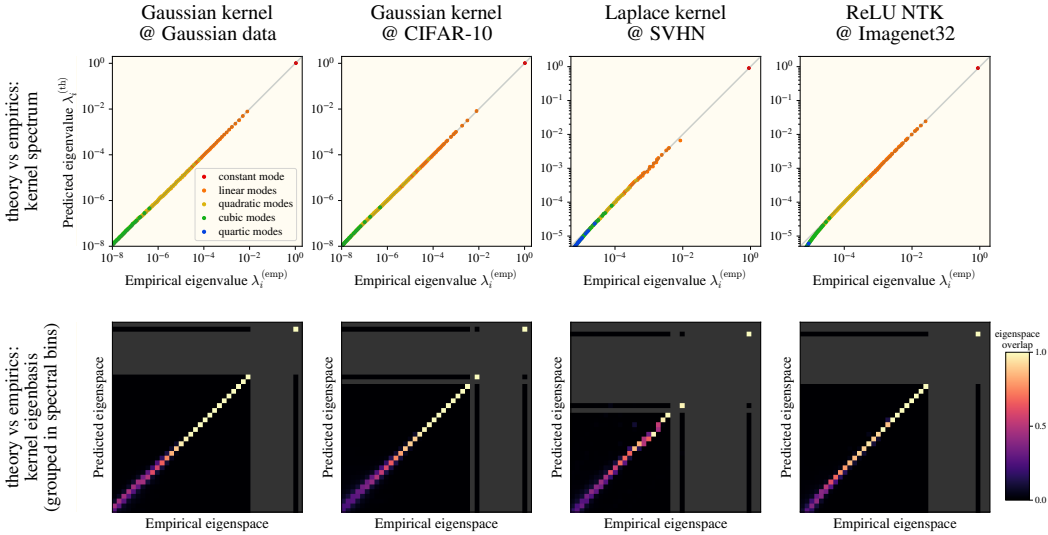 Gaussian kernel
@ Gaussian data
Gaussian kernel
@ CIFAR-10
Laplace kernel
@ SVHN
ReLU NTK
@ Imagenet32
theory vs empirics:
kernel spectrum
Predicted eigenvalue λ_i^(th)
10^0
10^−2
10^−4
10^−6
10^−8
constant mode
linear modes
quadratic modes
cubic modes
quartic modes
10^−8 10^−6 10^−4 10^−2 10^0
Empirical eigenvalue λ_i^(emp)
10^0
10^−2
10^−4
10^−6
10^−8
10^−8 10^−6 10^−4 10^−2 10^0
Empirical eigenvalue λ_i^(emp)
10^0
10^−1
10^−2
10^−3
10^−4
10^−5
10^−4 10^−2 10^0
Empirical eigenvalue λ_i^(emp)
10^0
10^−1
10^−2
10^−3
10^−4
10^−5
10^−4 10^−2 10^0
Empirical eigenvalue λ_i^(emp)
theory vs empirics:
kernel eigenbasis
(grouped in spectral bins)
Predicted eigenspace
Empirical eigenspace
Predicted eigenspace
Empirical eigenspace
Predicted eigenspace
Empirical eigenspace
Predicted eigenspace
Empirical eigenspace
eigenspace
overlap
1.0
0.5
0.0